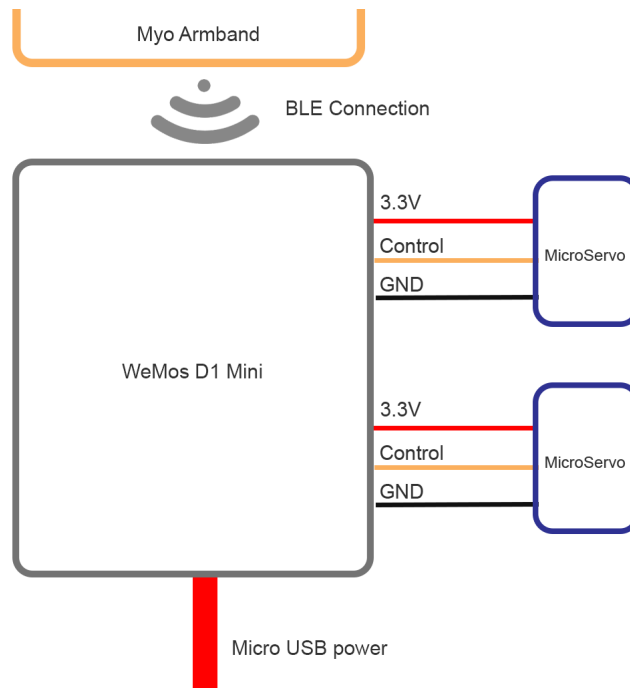 Myo Armband
BLE Connection
3.3V
Control
MicroServo
GND
WeMos D1 Mini
3.3V
Control
MicroServo
GND
Micro USB power